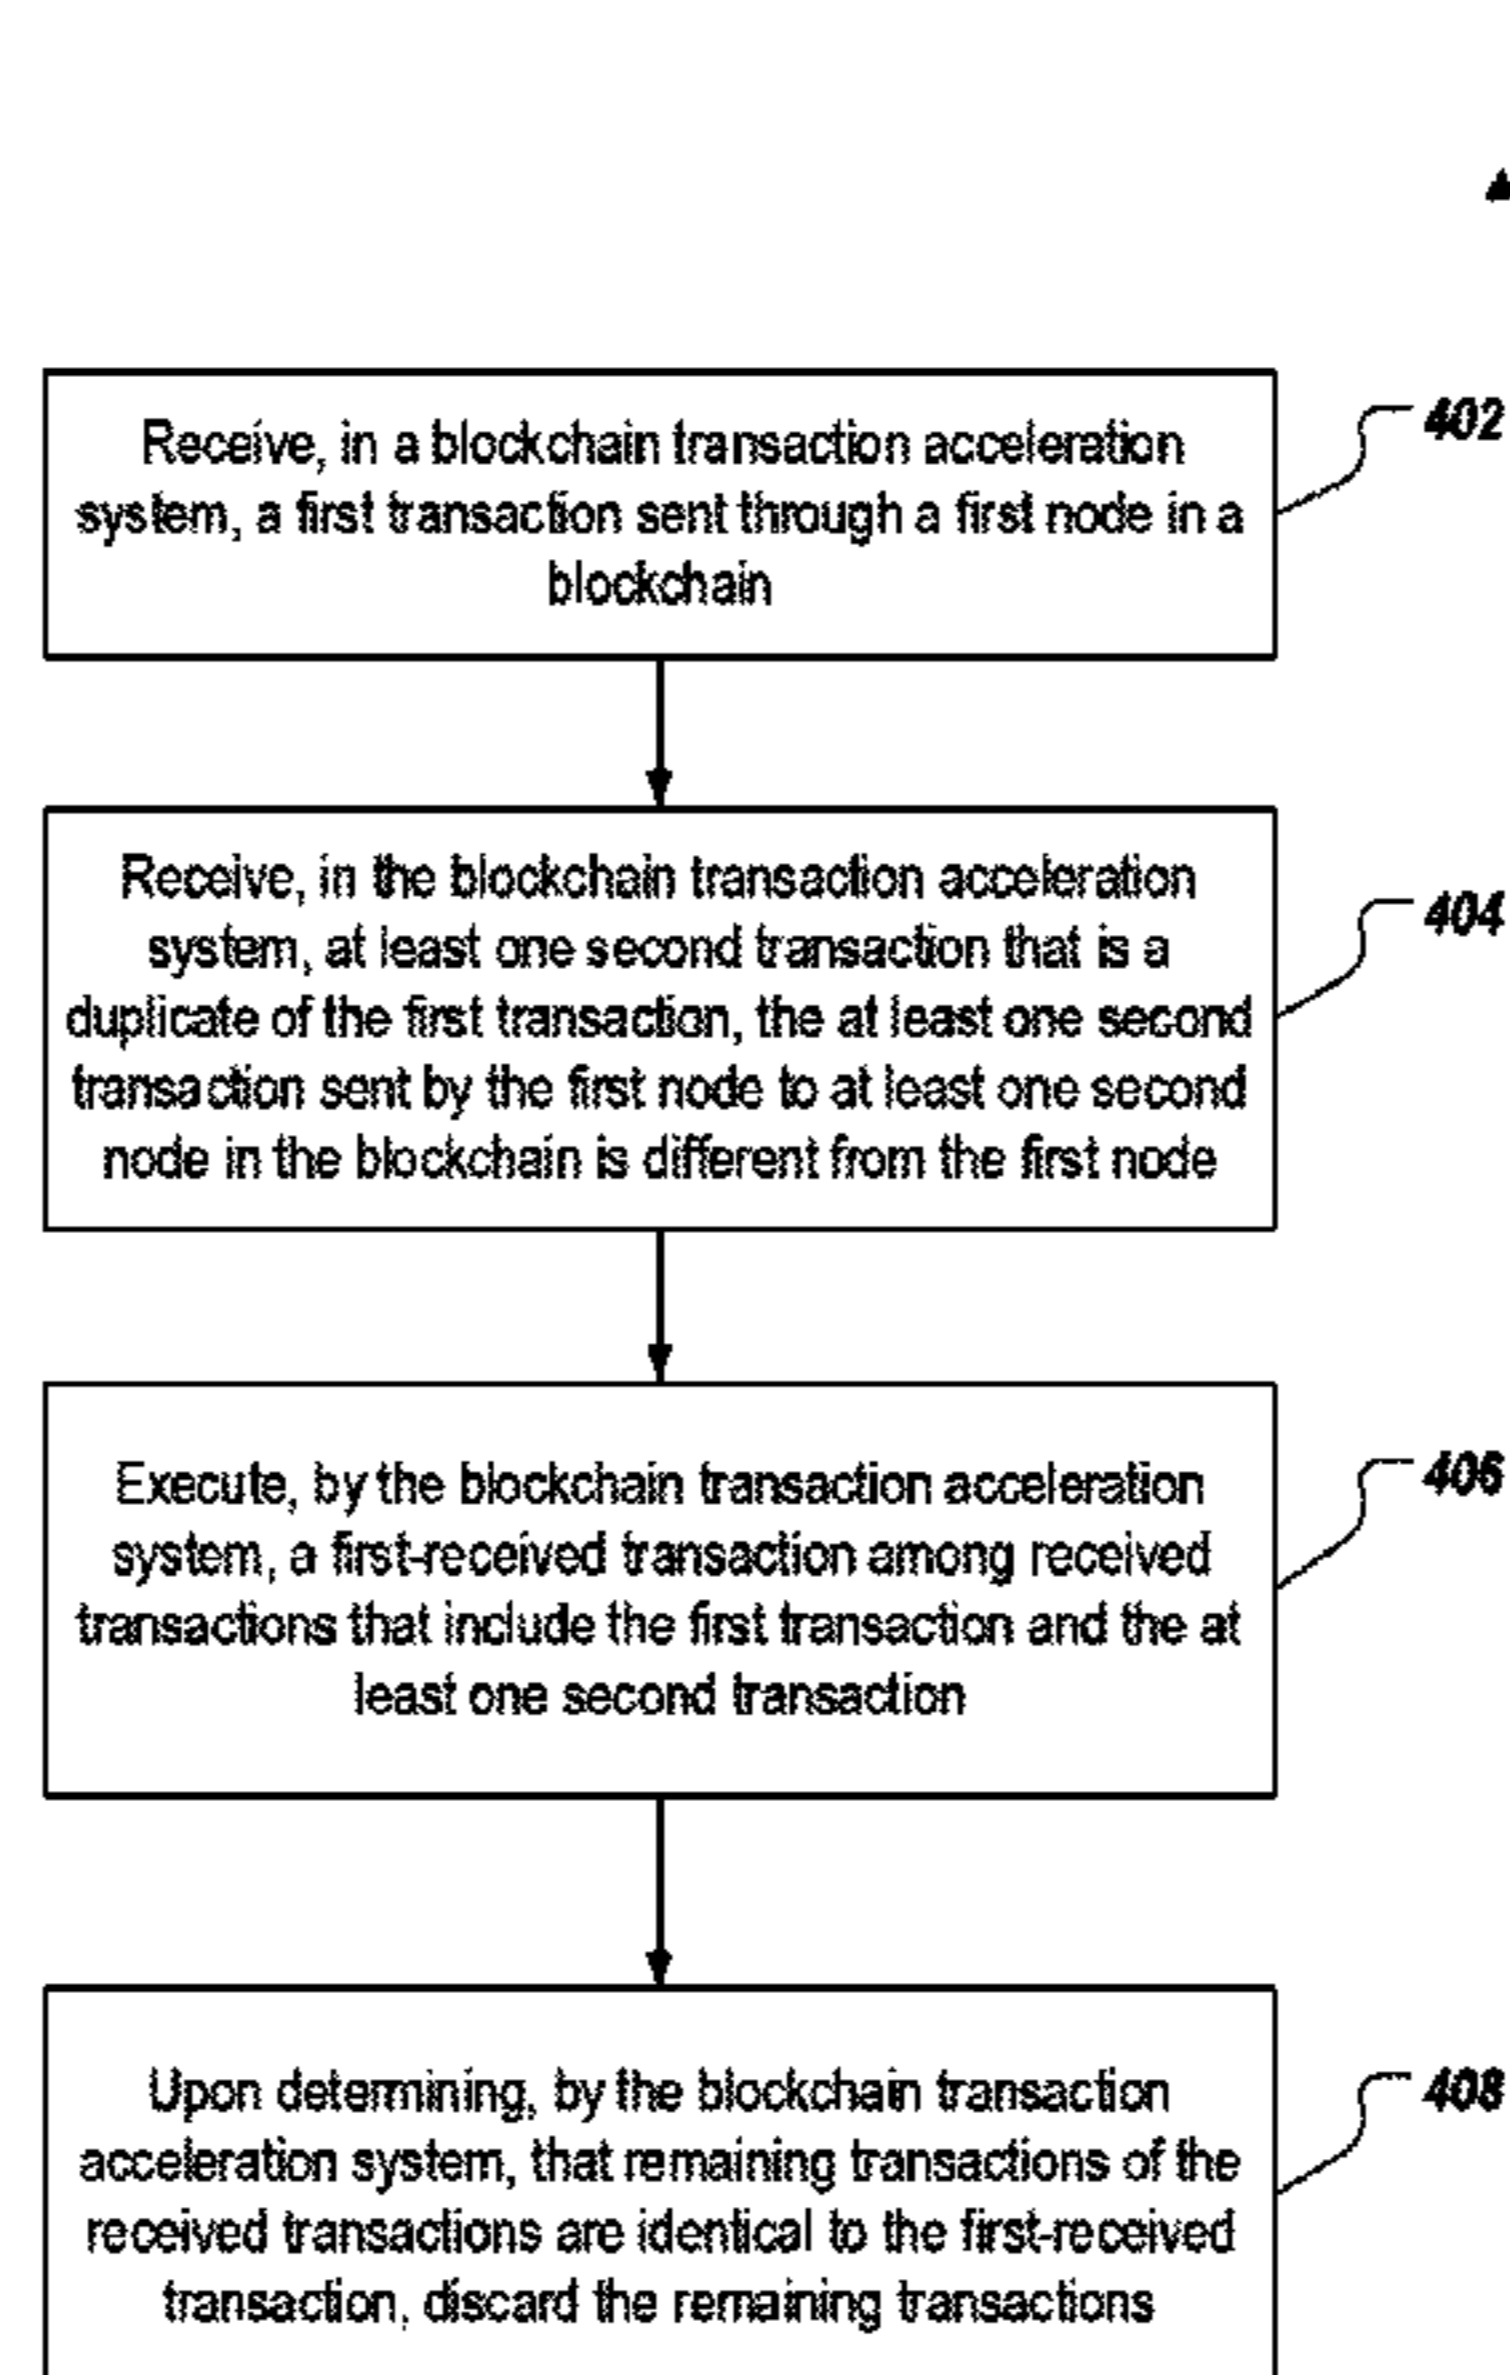 Receive, in a blockchain transaction acceleration
system, a first transaction sent through a first node in a
blockchain
402
Receive, in the blockchain transaction acceleration
system, at least one second transaction that is a
duplicate of the first transaction, the at least one second
transaction sent by the first node to at least one second
node in the blockchain is different from the first node
404
Execute, by the blockchain transaction acceleration
system, a first-received transaction among received
transactions that include the first transaction and the at
least one second transaction
406
Upon determining, by the blockchain transaction
acceleration system, that remaining transactions of the
received transactions are identical to the first-received
transaction, discard the remaining transactions
408